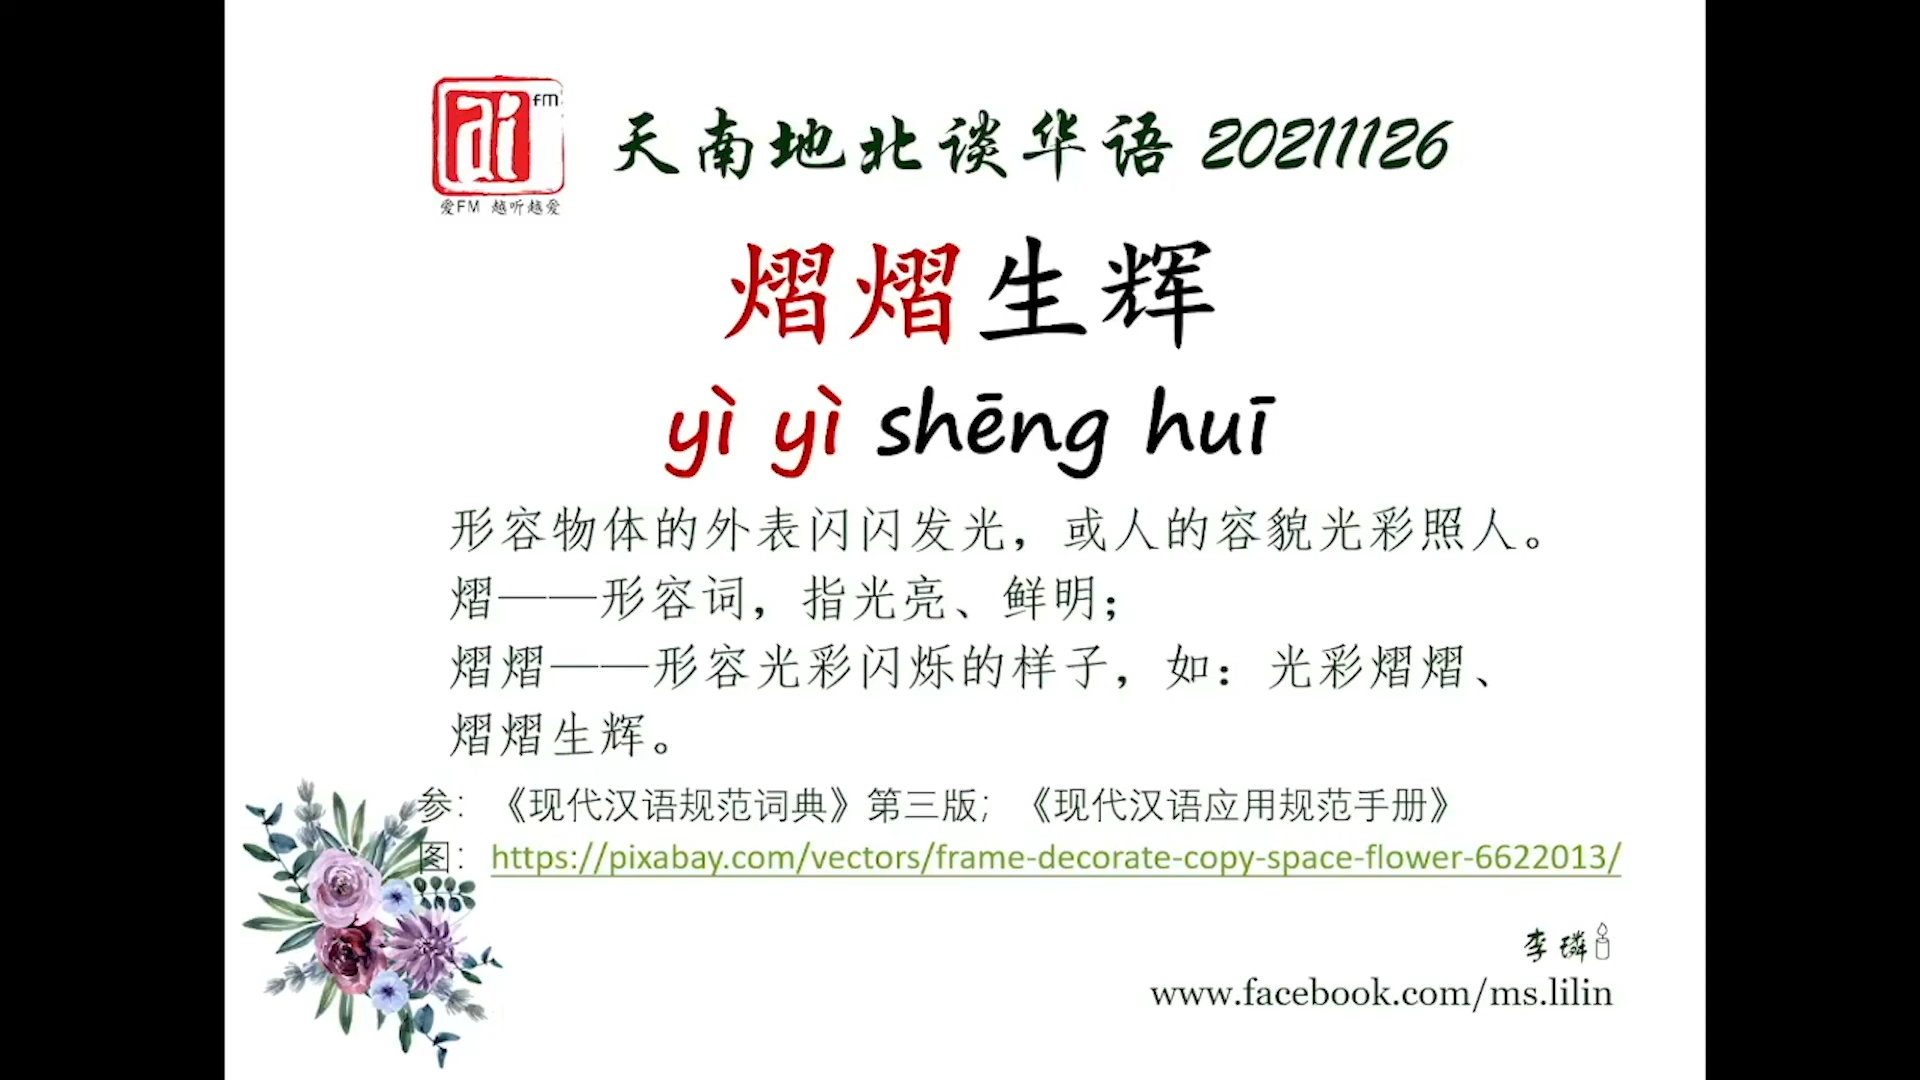 ai fm
爱FM 越听越爱
天南地北谈华语 20211126
熠熠生辉
yì yì shēng huī
形容物体的外表闪闪发光，或人的容貌光彩照人。
熠——形容词，指光亮、鲜明；
熠熠——形容光彩闪烁的样子，如：光彩熠熠、
熠熠生辉。
参：《现代汉语规范词典》第三版；《现代汉语应用规范手册》
图：https://pixabay.com/vectors/frame-decorate-copy-space-flower-6622013/
李璘
www.facebook.com/ms.lilin